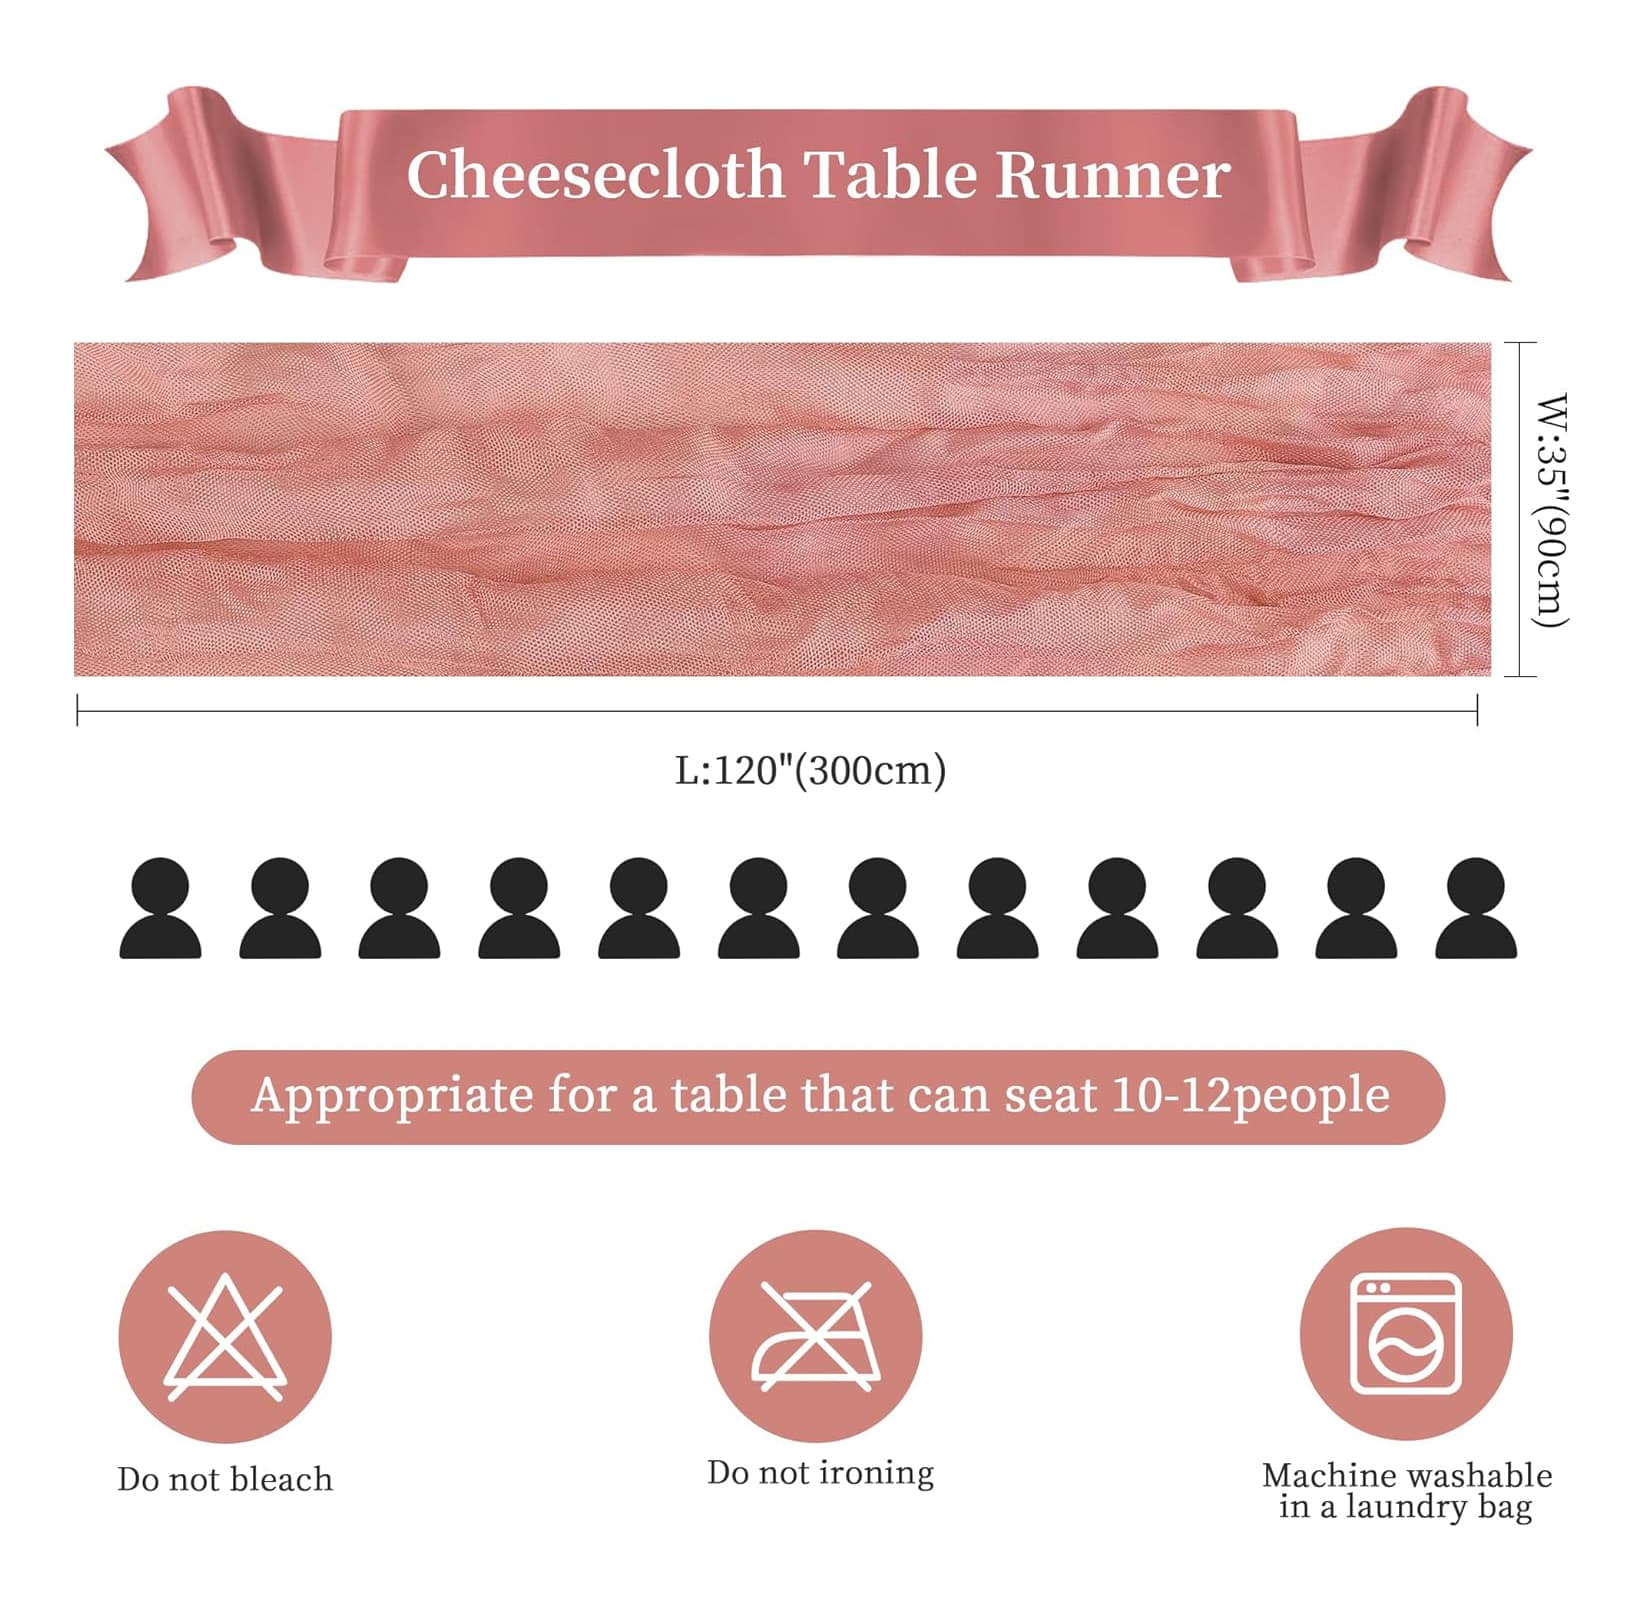 Cheesecloth Table Runner
W:35"(90cm)
L:120"(300cm)
Appropriate for a table that can seat 10-12people
Do not bleach
Do not ironing
Machine washable
in a laundry bag